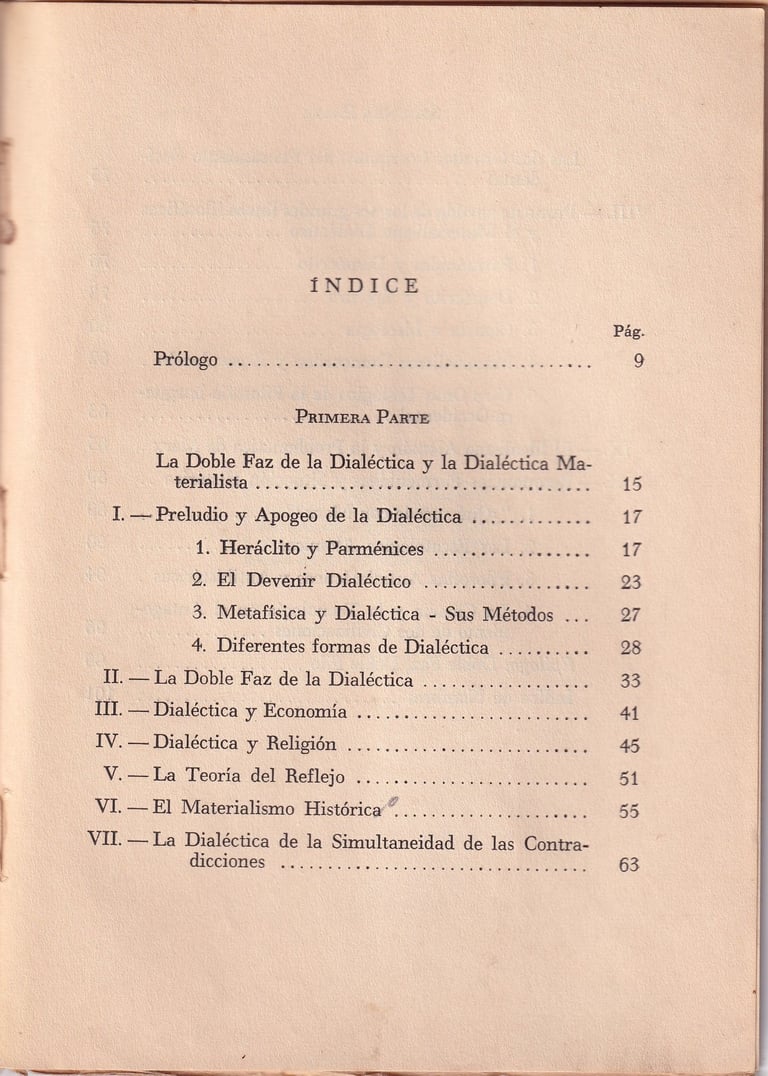 ÍNDICE
Pág.
Prólogo ........................................ 9
Primera Parte
La Doble Faz de la Dialéctica y la Dialéctica Ma-
terialista .................................... 15
I. — Preludio y Apogeo de la Dialéctica ............. 17
1. Heráclito y Parménices ................. 17
2. El Devenir Dialéctico .................. 23
3. Metafísica y Dialéctica - Sus Métodos ... 27
4. Diferentes formas de Dialéctica .......... 28
II. — La Doble Faz de la Dialéctica .................. 33
III. — Dialéctica y Economía ......................... 41
IV. — Dialéctica y Religión .......................... 45
V. — La Teoría del Reflejo ......................... 51
VI. — El Materialismo Histórica ..................... 55
VII. — La Dialéctica de la Simultaneidad de las Contra-
dicciones ................................. 63